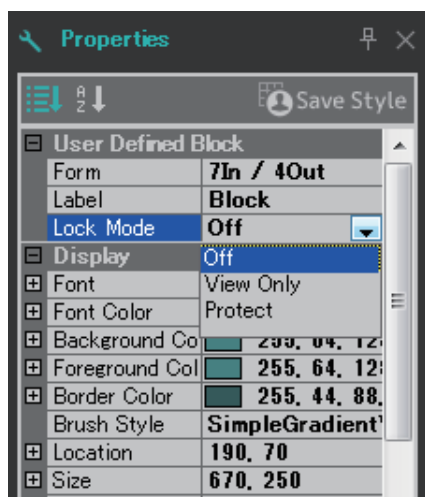 Properties
A Z Save Style
User Defined Block
Form 7In / 4Out
Label Block
Lock Mode Off
Display Off
Font View Only
Font Color Protect
Background Co
Foreground Col 255, 64, 12
Border Color 255, 44, 88,
Brush Style SimpleGradient
Location 190, 70
Size 670, 250